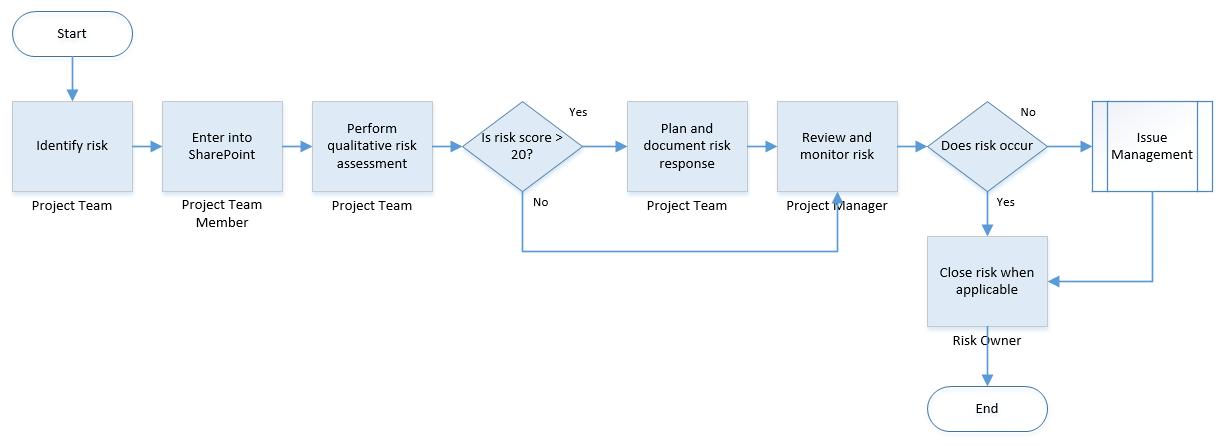 Start
Identify risk
Project Team
Enter into
SharePoint
Project Team
Member
Perform
qualitative risk
assessment
Project Team
Is risk score >
20?
Yes
No
Plan and
document risk
response
Project Team
Review and
monitor risk
Project Manager
Does risk occur
No
Yes
Issue
Management
Close risk when
applicable
Risk Owner
End